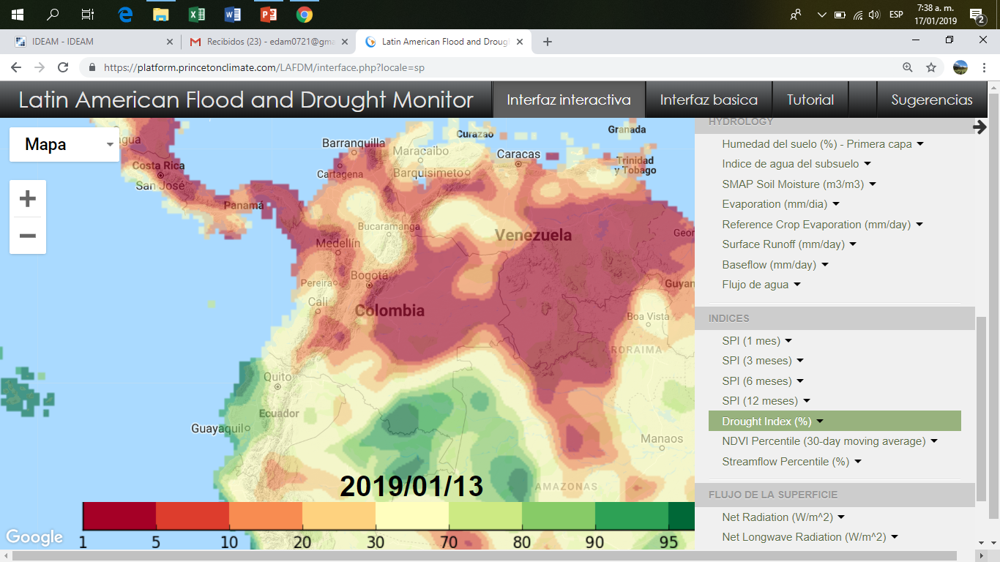 7:38 a. m.
ESP
17/01/2019
2
IDEAM - IDEAM
Recibidos (23) - edam0721@gma
Latin American Flood and Droug
https://platform.princetonclimate.com/LAFDM/interface.php?locale=sp
Latin American Flood and Drought Monitor
Interfaz interactiva
Interfaz basica
Tutorial
Sugerencias
Mapa
agua
Costa Rica
San José
Panamá
Barranquilla
Cartagena
Curazao
Maracaibo
Barquisimeto
Caracas
Granada
Trinidad
y Tobago
Bucaramanga
Medellín
Venezuela
Geor
Bogotá
Pereira
Guyan
Cali
Colombia
Boa Vista
RORAIMA
Quito
Ecuador
Guayaquil
Manaos
AMAZONAS
2019/01/13
Google
1 5 10 20 30 70 80 90 95
HYDROLOGY
Humedad del suelo (%) - Primera capa
Indice de agua del subsuelo
SMAP Soil Moisture (m3/m3)
Evaporation (mm/dia)
Reference Crop Evaporation (mm/day)
Surface Runoff (mm/day)
Baseflow (mm/day)
Flujo de agua
INDICES
SPI (1 mes)
SPI (3 meses)
SPI (6 meses)
SPI (12 meses)
Drought Index (%)
NDVI Percentile (30-day moving average)
Streamflow Percentile (%)
FLUJO DE LA SUPERFICIE
Net Radiation (W/m^2)
Net Longwave Radiation (W/m^2)